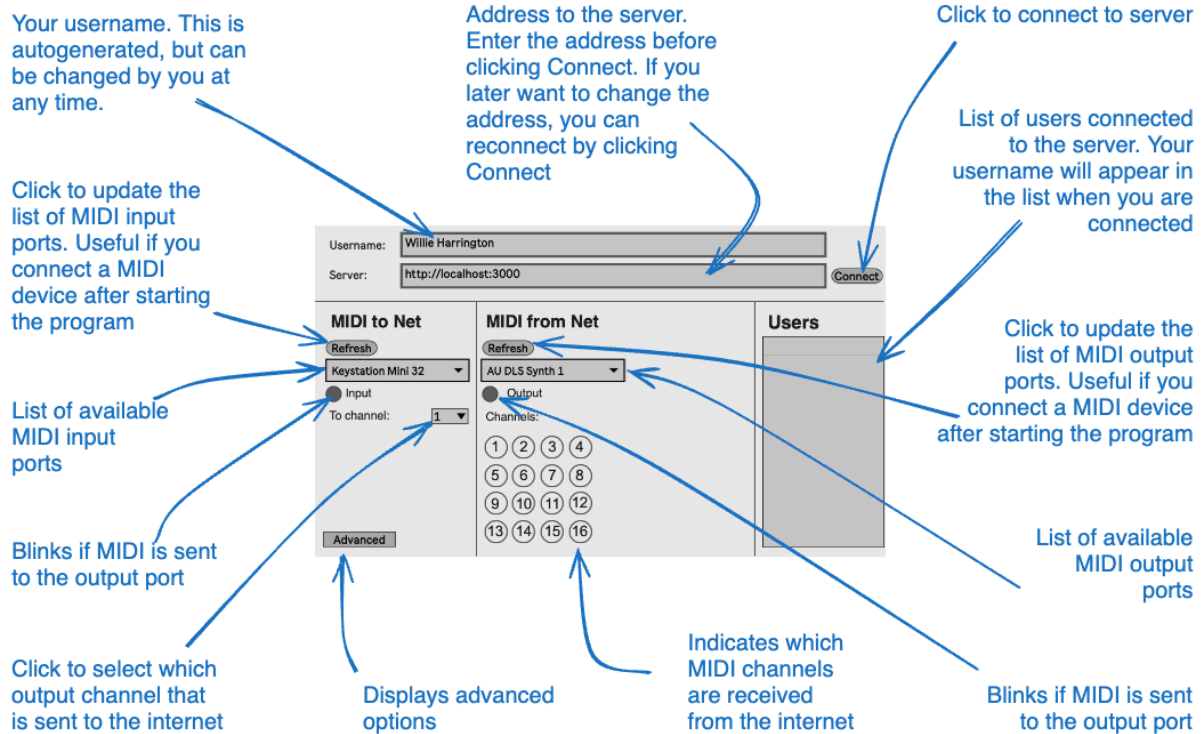 Your username. This is
autogenerated, but can
be changed by you at
any time.
Address to the server.
Enter the address before
clicking Connect. If you
later want to change the
address, you can
reconnect by clicking
Connect
Click to connect to server
List of users connected
to the server. Your
username will appear in
the list when you are
connected
Click to update the
list of MIDI input
ports. Useful if you
connect a MIDI
device after starting
the program
Username:
Willie Harrington
Server:
http://localhost:3000
Connect
MIDI to Net
Refresh
Keystation Mini 32
Input
To channel:
1
Advanced
MIDI from Net
Refresh
AU DLS Synth 1
Output
Channels:
1 2 3 4
5 6 7 8
9 10 11 12
13 14 15 16
Users
Click to update the
list of MIDI output
ports. Useful if you
connect a MIDI device
after starting the program
List of available
MIDI input
ports
Blinks if MIDI is sent
to the output port
List of available
MIDI output
ports
Click to select which
output channel that
is sent to the internet
Displays advanced
options
Indicates which
MIDI channels
are received
from the internet
Blinks if MIDI is sent
to the output port